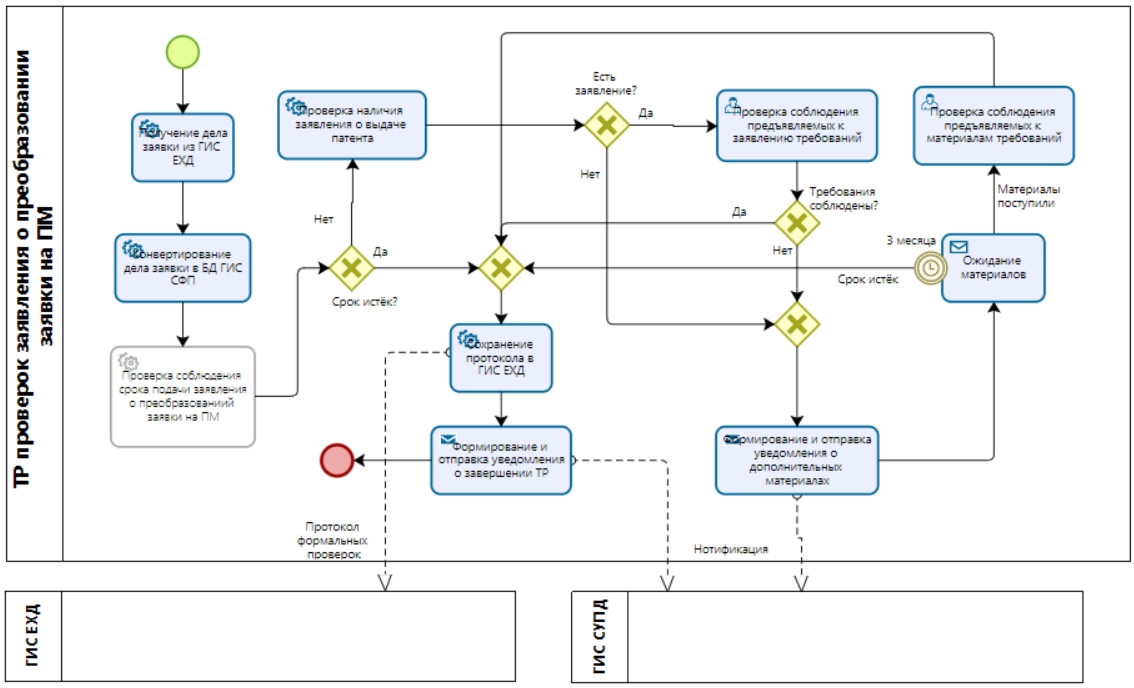 ТР проверок заявления о преобразовании
заявки на ПМ
Получение дела
заявки из ГИС
ЕХД
Конвертирование
дела заявки в БД ГИС
СФП
Проверка соблюдения
срока подачи заявления
о преобразованиий
заявки на ПМ
Проверка наличия
заявления о выдаче
патента
Нет
Да
Срок истёк?
Есть
заявление?
Да
Нет
Проверка соблюдения
предъявляемых к
заявлению требований
Требования
соблюдены?
Да
Нет
Проверка соблюдения
предъявляемых к
материалам требований
Материалы
поступили
3 месяца
Ожидание
материалов
Срок истёк
Сохранение
протокола в
ГИС ЕХД
Формирование и
отправка уведомления
о завершении ТР
Формирование и отправка
уведомления о
дополнительных
материалах
Протокол
формальных
проверок
Нотификация
ГИС ЕХД
ГИС СУПД